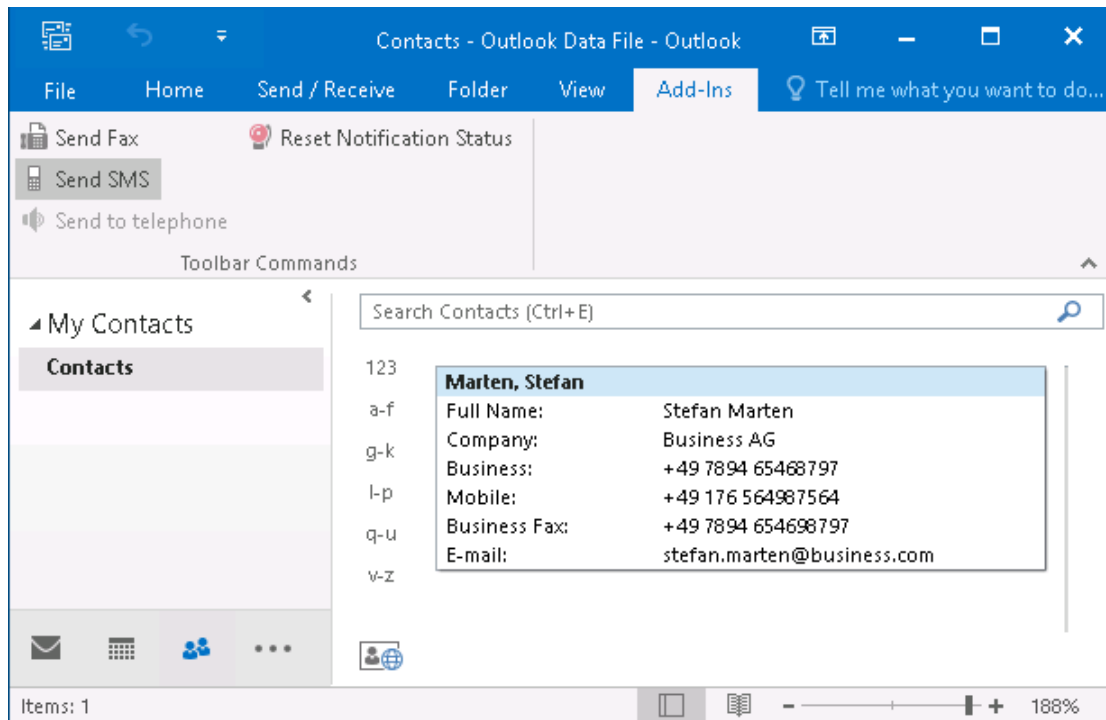 Contacts - Outlook Data File - Outlook
File Home Send / Receive Folder View Add-Ins Tell me what you want to do...
Send Fax Reset Notification Status
Send SMS
Send to telephone
Toolbar Commands
My Contacts
Contacts
Search Contacts (Ctrl+E)
123
a-f
g-k
l-p
q-u
v-z
Marten, Stefan
Full Name: Stefan Marten
Company: Business AG
Business: +49 7894 65468797
Mobile: +49 176 564987564
Business Fax: +49 7894 654698797
E-mail: stefan.marten@business.com
Items: 1 188%